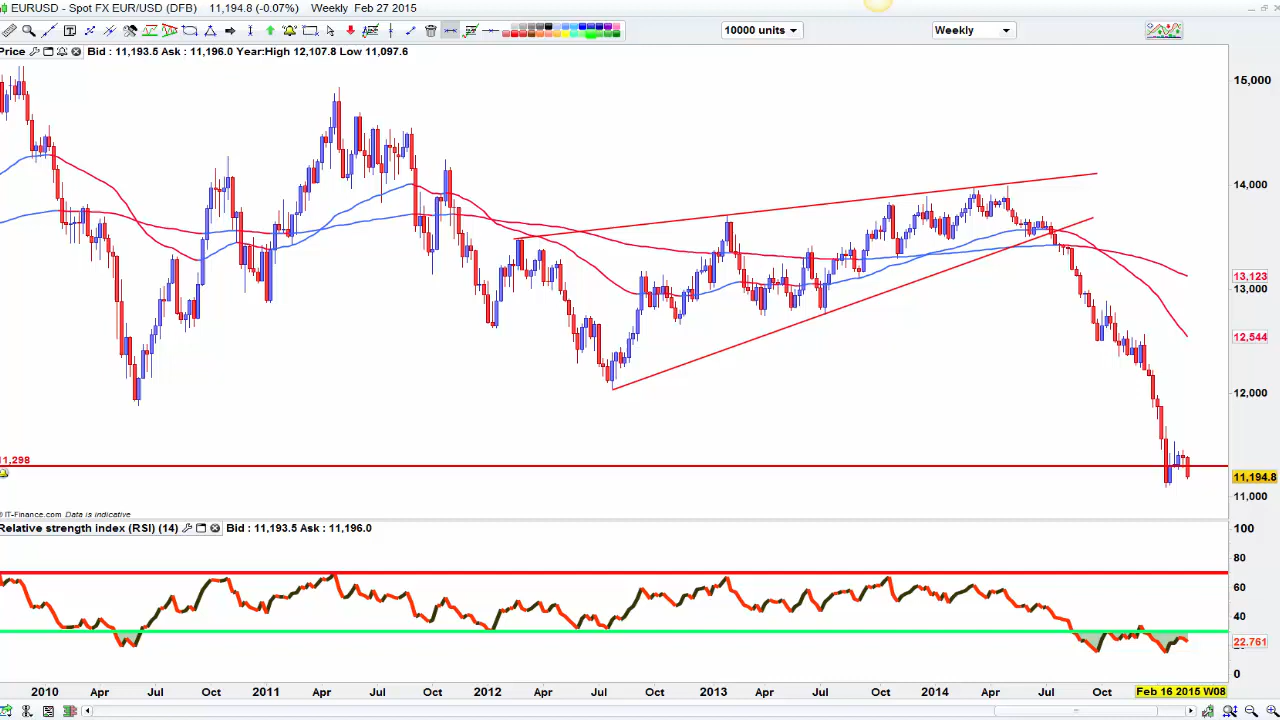 EURUSD - Spot FX EUR/USD (DFB) 11,194.8 (-0.07%) Weekly Feb 27 2015
10000 units Weekly
Price Bid : 11,193.5 Ask : 11,196.0 Year:High 12,107.8 Low 11,097.6
15,000
14,000
13,123
13,000
12,544
12,000
11,298
11,194.8
11,000
© IT-Finance.com Data is indicative
Relative strength index (RSI) (14) Bid : 11,193.5 Ask : 11,196.0
100
80
60
40
22.761
0
2010 Apr Jul Oct 2011 Apr Jul Oct 2012 Apr Jul Oct 2013 Apr Jul Oct 2014 Apr Jul Oct Feb 16 2015 W08